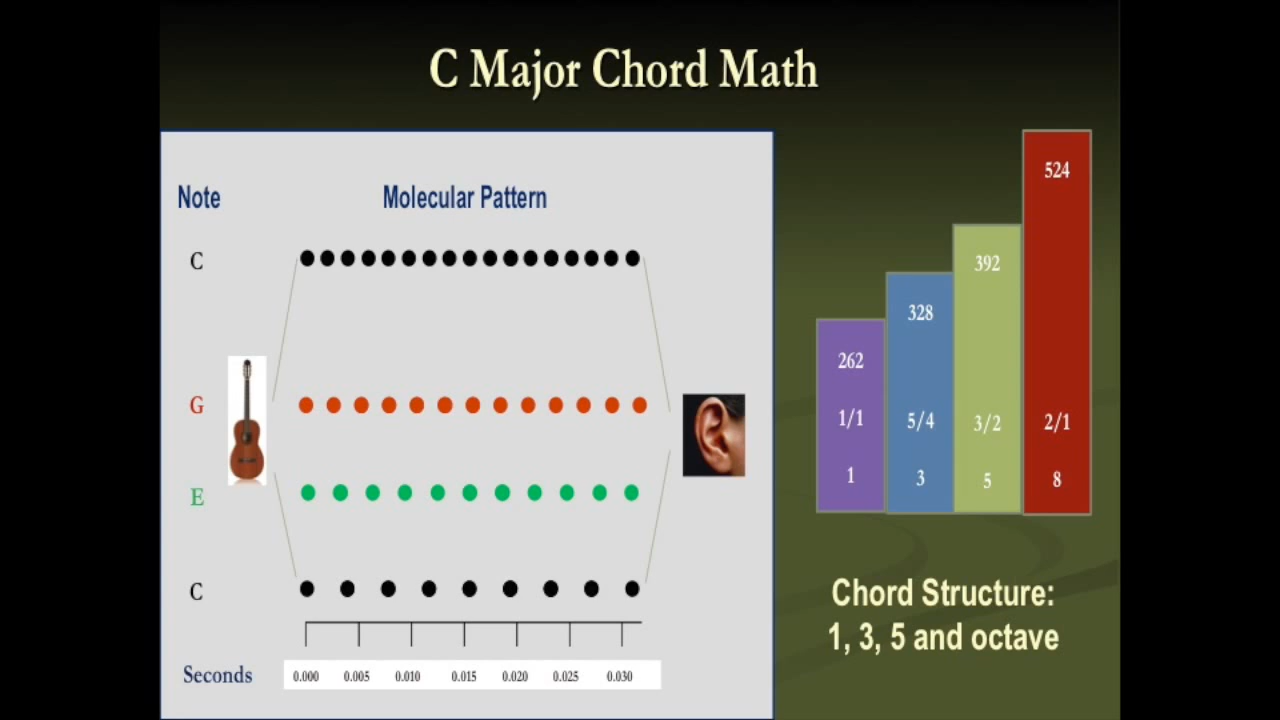 C Major Chord Math
Note Molecular Pattern
C
G
E
C
Seconds 0.000 0.005 0.010 0.015 0.020 0.025 0.030
262
1/1
1
328
5/4
3
392
3/2
5
524
2/1
8
Chord Structure:
1, 3, 5 and octave